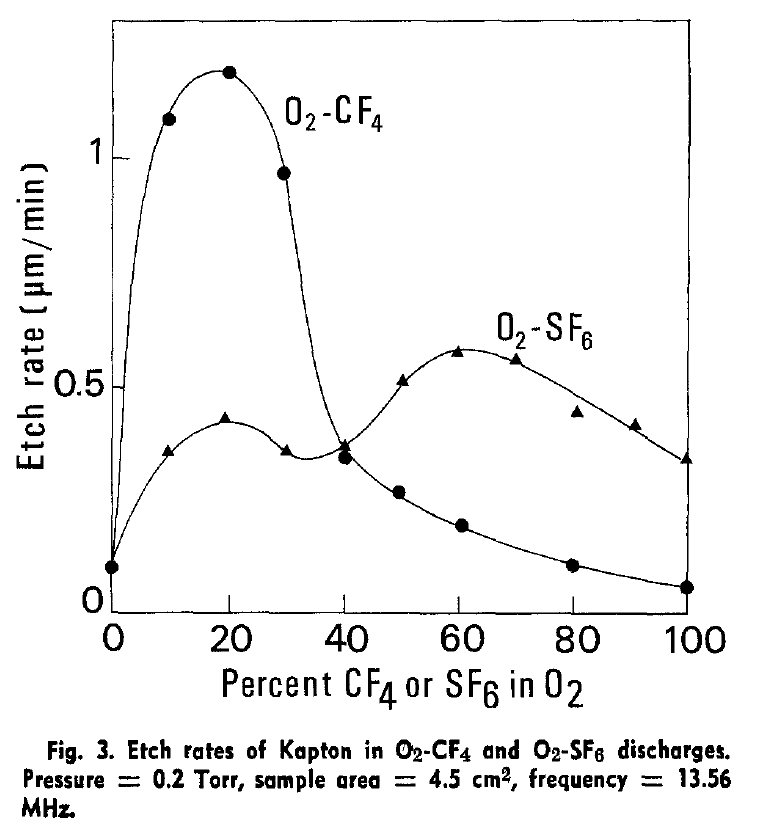 O₂-CF₄
1
O₂-SF₆
0.5
Etch rate (μm/min)
0
0 20 40 60 80 100
Percent CF₄ or SF₆ in O₂
Fig. 3. Etch rates of Kapton in O₂-CF₄ and O₂-SF₆ discharges.
Pressure = 0.2 Torr, sample area = 4.5 cm², frequency = 13.56
MHz.